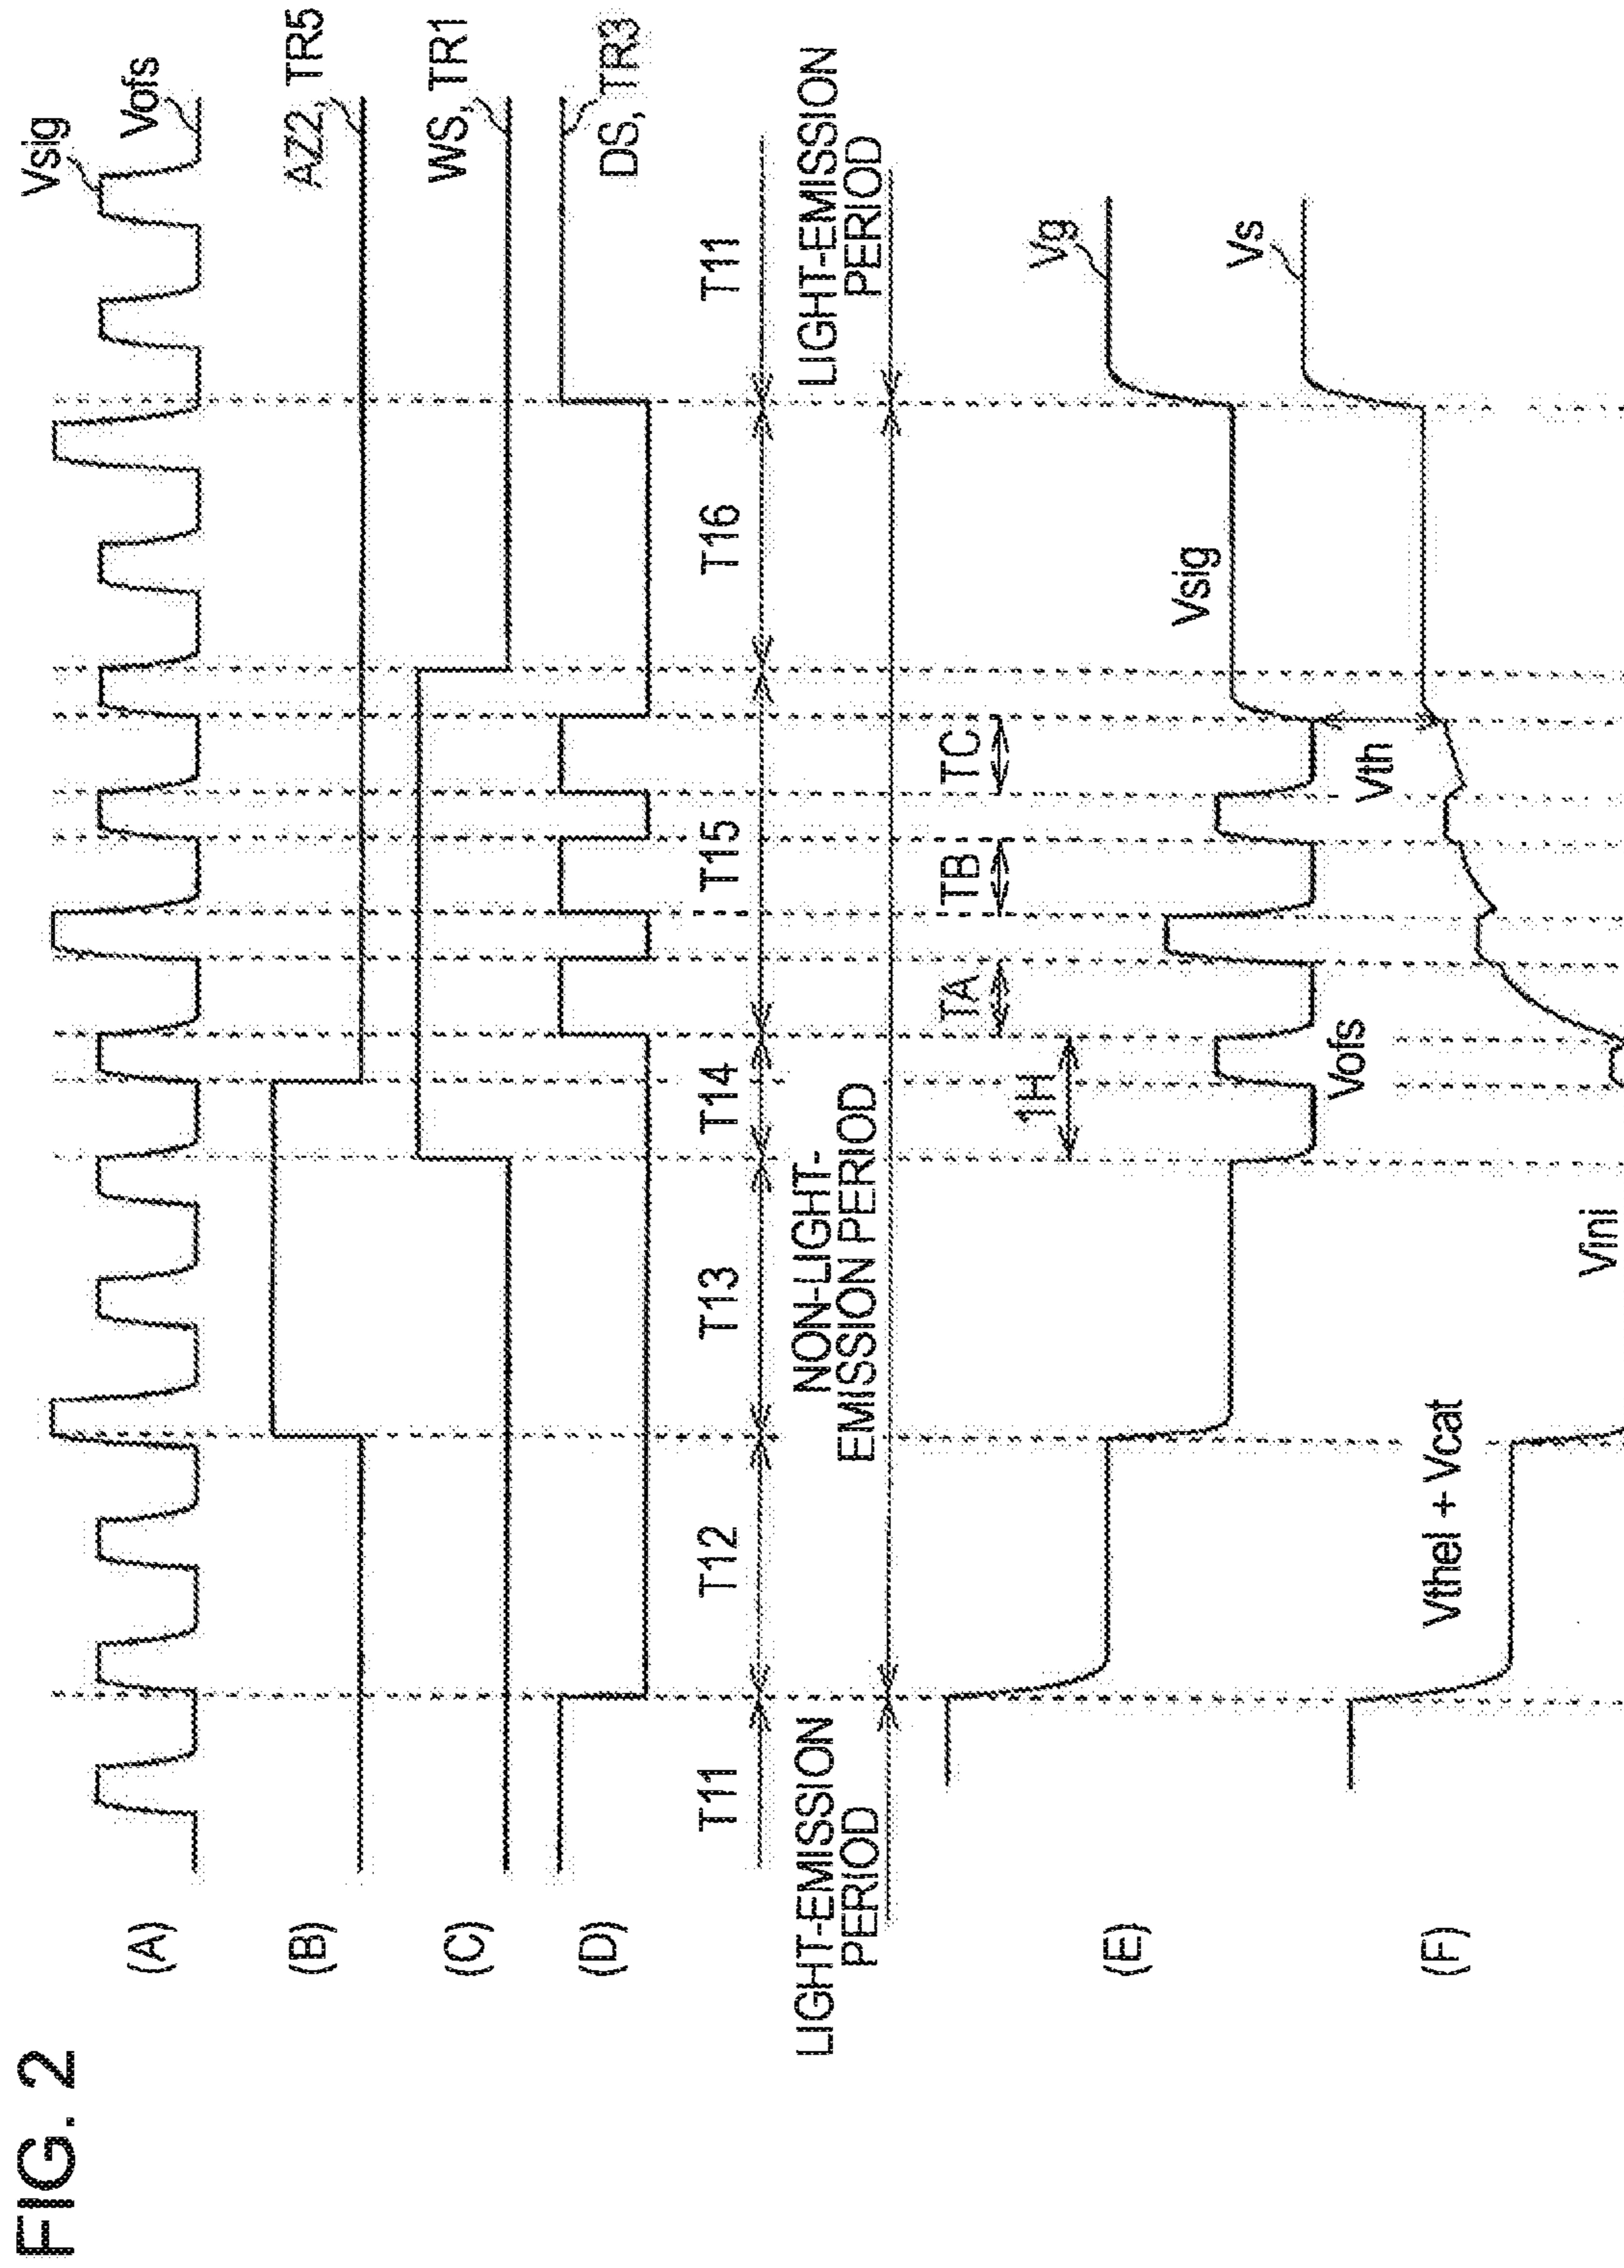 FIG. 2
(A)
Vsig
Vofs
(B)
AZ2, TR5
(C)
WS, TR1
(D)
DS, TR3
T11
T12
T13
T14
T15
T16
T11
LIGHT-EMISSION
PERIOD
NON-LIGHT-
EMISSION PERIOD
LIGHT-EMISSION
PERIOD
1H
TA
TB
TC
(E)
Vofs
Vsig
Vg
(F)
Vthel + Vcat
Vini
Vth
Vs